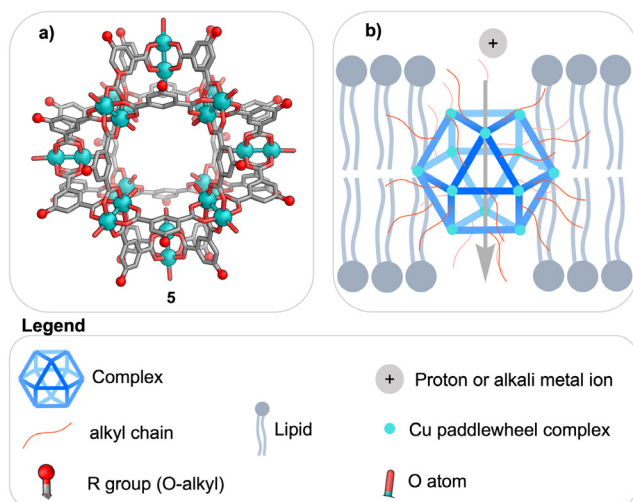 a)
5
b)
+
Legend
Complex
alkyl chain
R group (O-alkyl)
Lipid
+
Proton or alkali metal ion
Cu paddlewheel complex
O atom